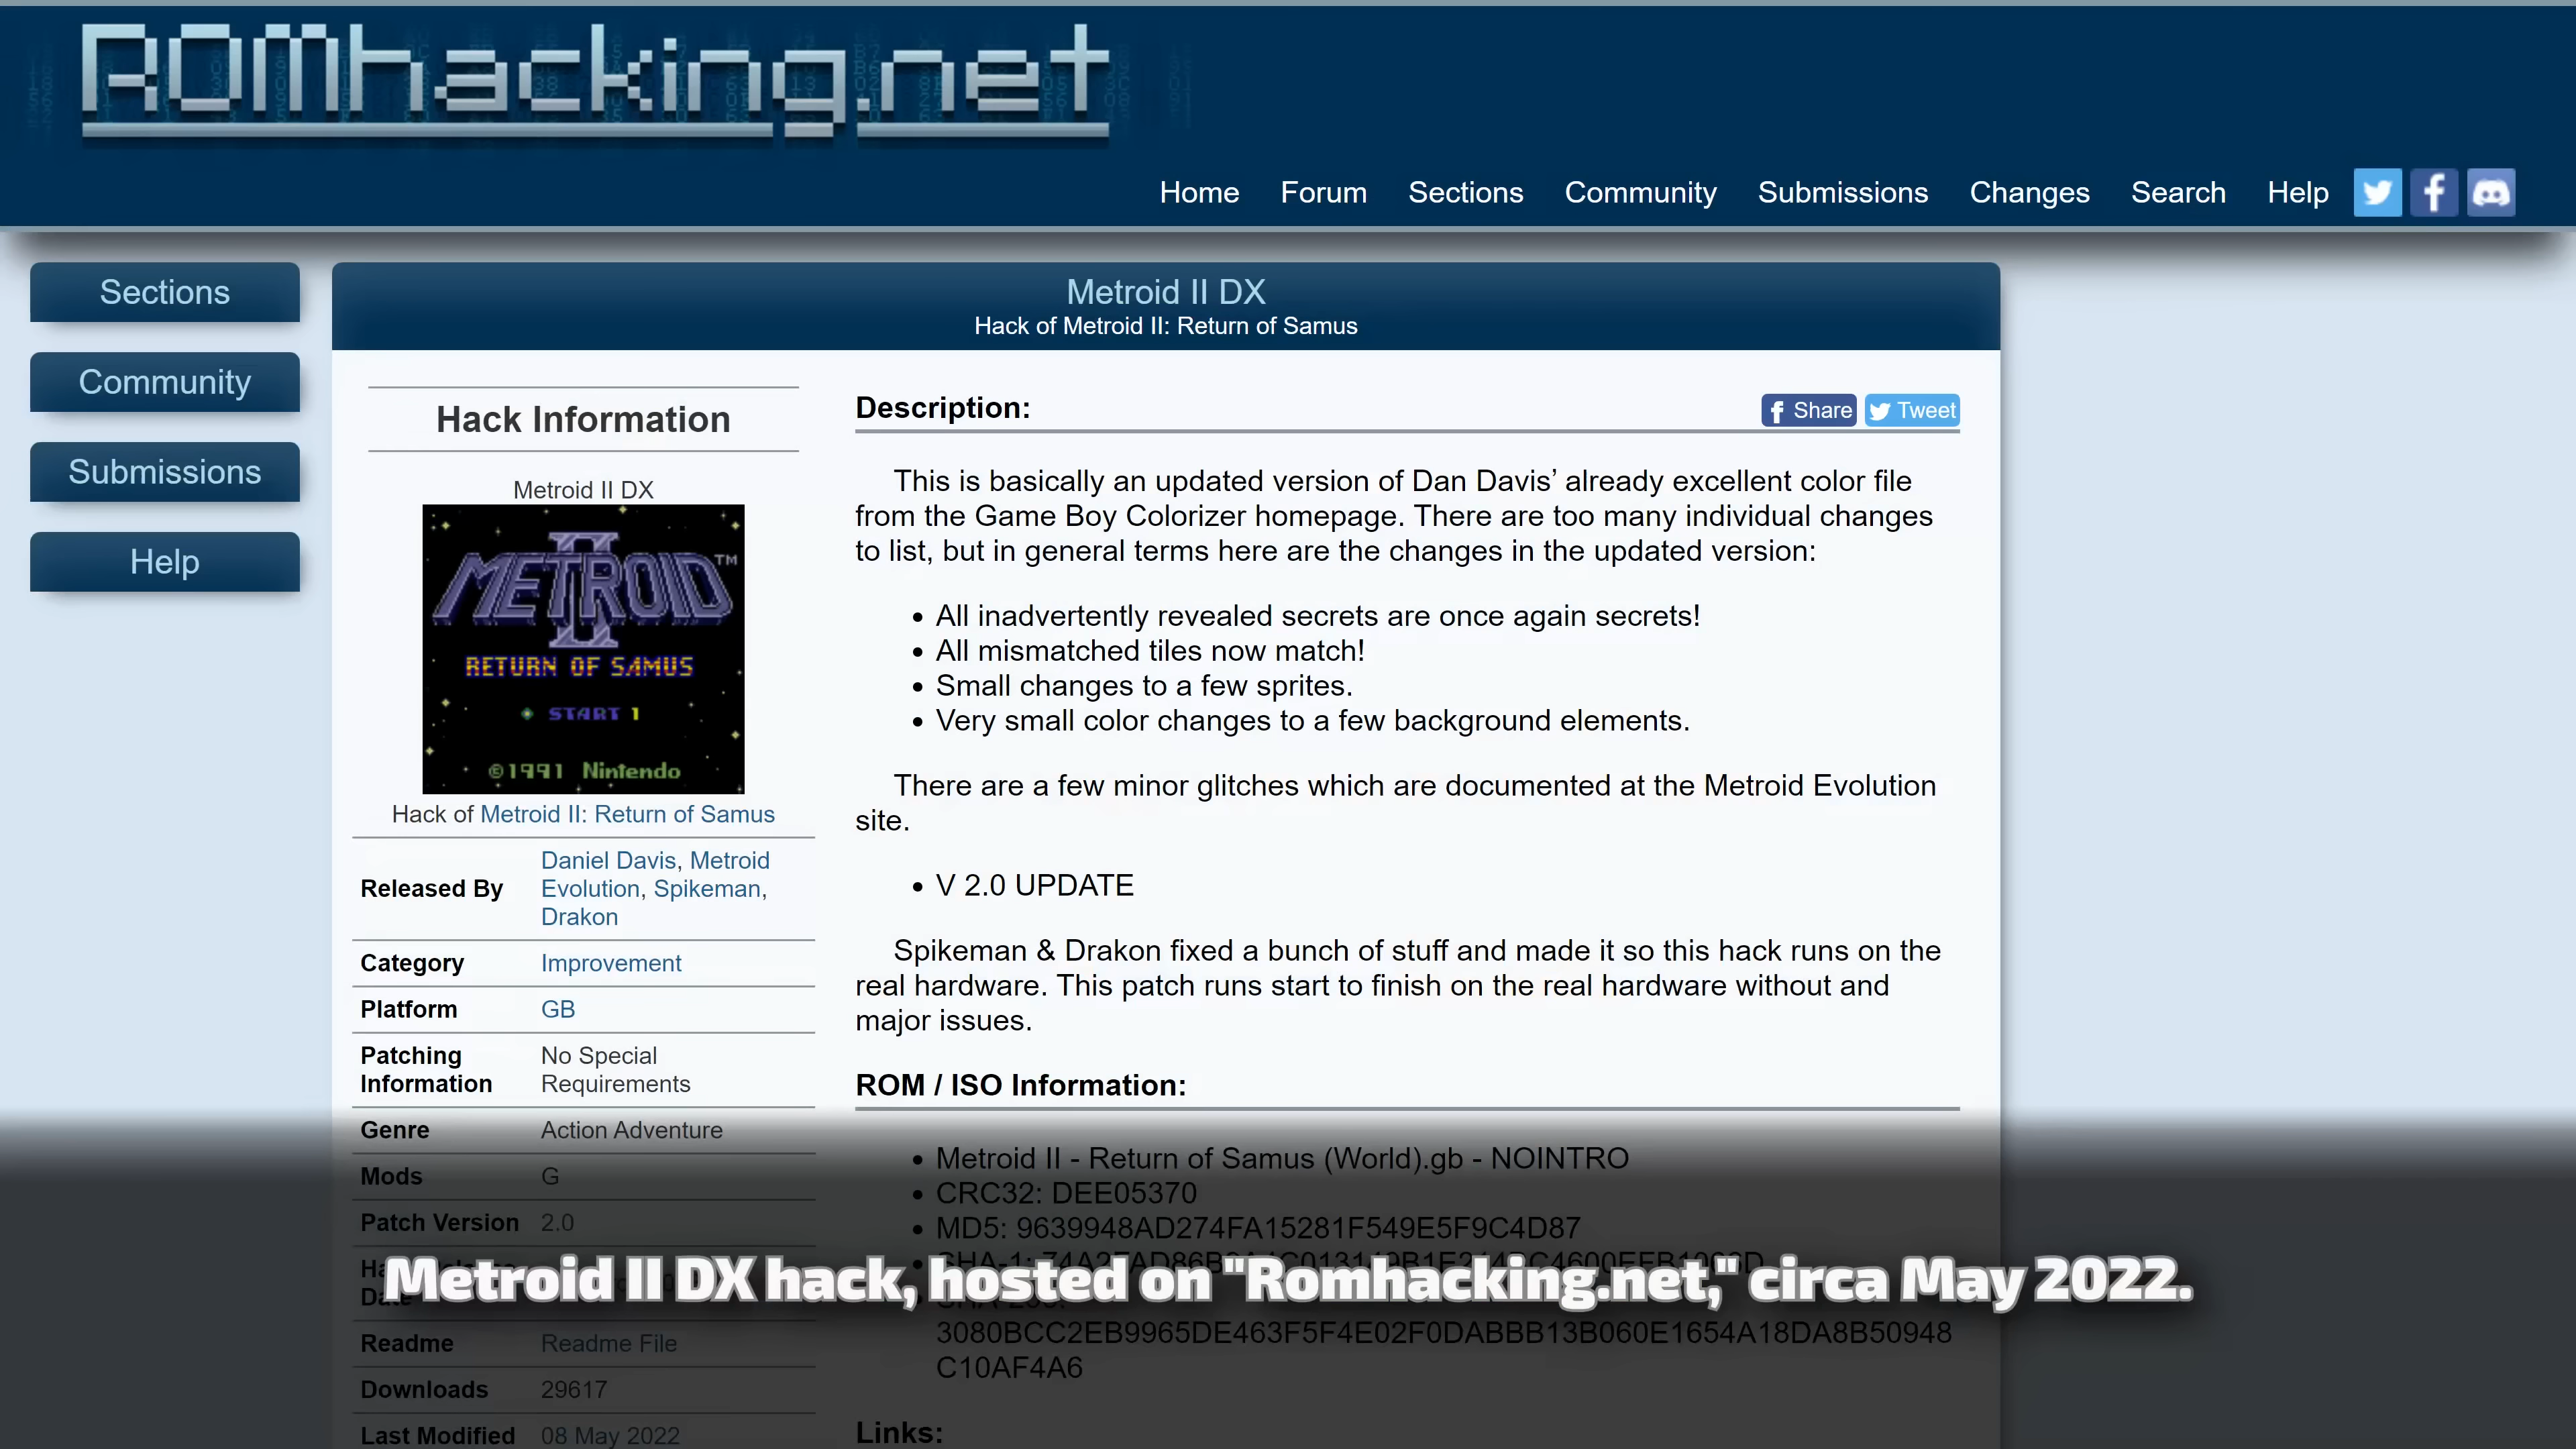 ROMhacking.net
Home Forum Sections Community Submissions Changes Search Help
Sections
Community
Submissions
Help
Metroid II DX
Hack of Metroid II: Return of Samus
Hack Information
Metroid II DX
METROID II ™
RETURN OF SAMUS
START 1
©1991 Nintendo
Hack of Metroid II: Return of Samus
Released By Daniel Davis, Metroid
Evolution, Spikeman,
Drakon
Category Improvement
Platform GB
Patching No Special
Information Requirements
Genre Action Adventure
Mods G
Patch Version 2.0
Readme Readme File
Downloads 29617
Last Modified 08 May 2022
Description:
Share Tweet
This is basically an updated version of Dan Davis’ already excellent color file
from the Game Boy Colorizer homepage. There are too many individual changes
to list, but in general terms here are the changes in the updated version:
• All inadvertently revealed secrets are once again secrets!
• All mismatched tiles now match!
• Small changes to a few sprites.
• Very small color changes to a few background elements.
There are a few minor glitches which are documented at the Metroid Evolution
site.
• V 2.0 UPDATE
Spikeman & Drakon fixed a bunch of stuff and made it so this hack runs on the
real hardware. This patch runs start to finish on the real hardware without and
major issues.
ROM / ISO Information:
• Metroid II - Return of Samus (World).gb - NOINTRO
• CRC32: DEE05370
• MD5: 9639948AD274FA15281F549E5F9C4D87
• SHA-1:
3080BCC2EB9965DE463F5F4E02F0DABBB13B060E1654A18DA8B50948
C10AF4A6
Links:
Metroid II DX hack, hosted on "Romhacking.net," circa May 2022.